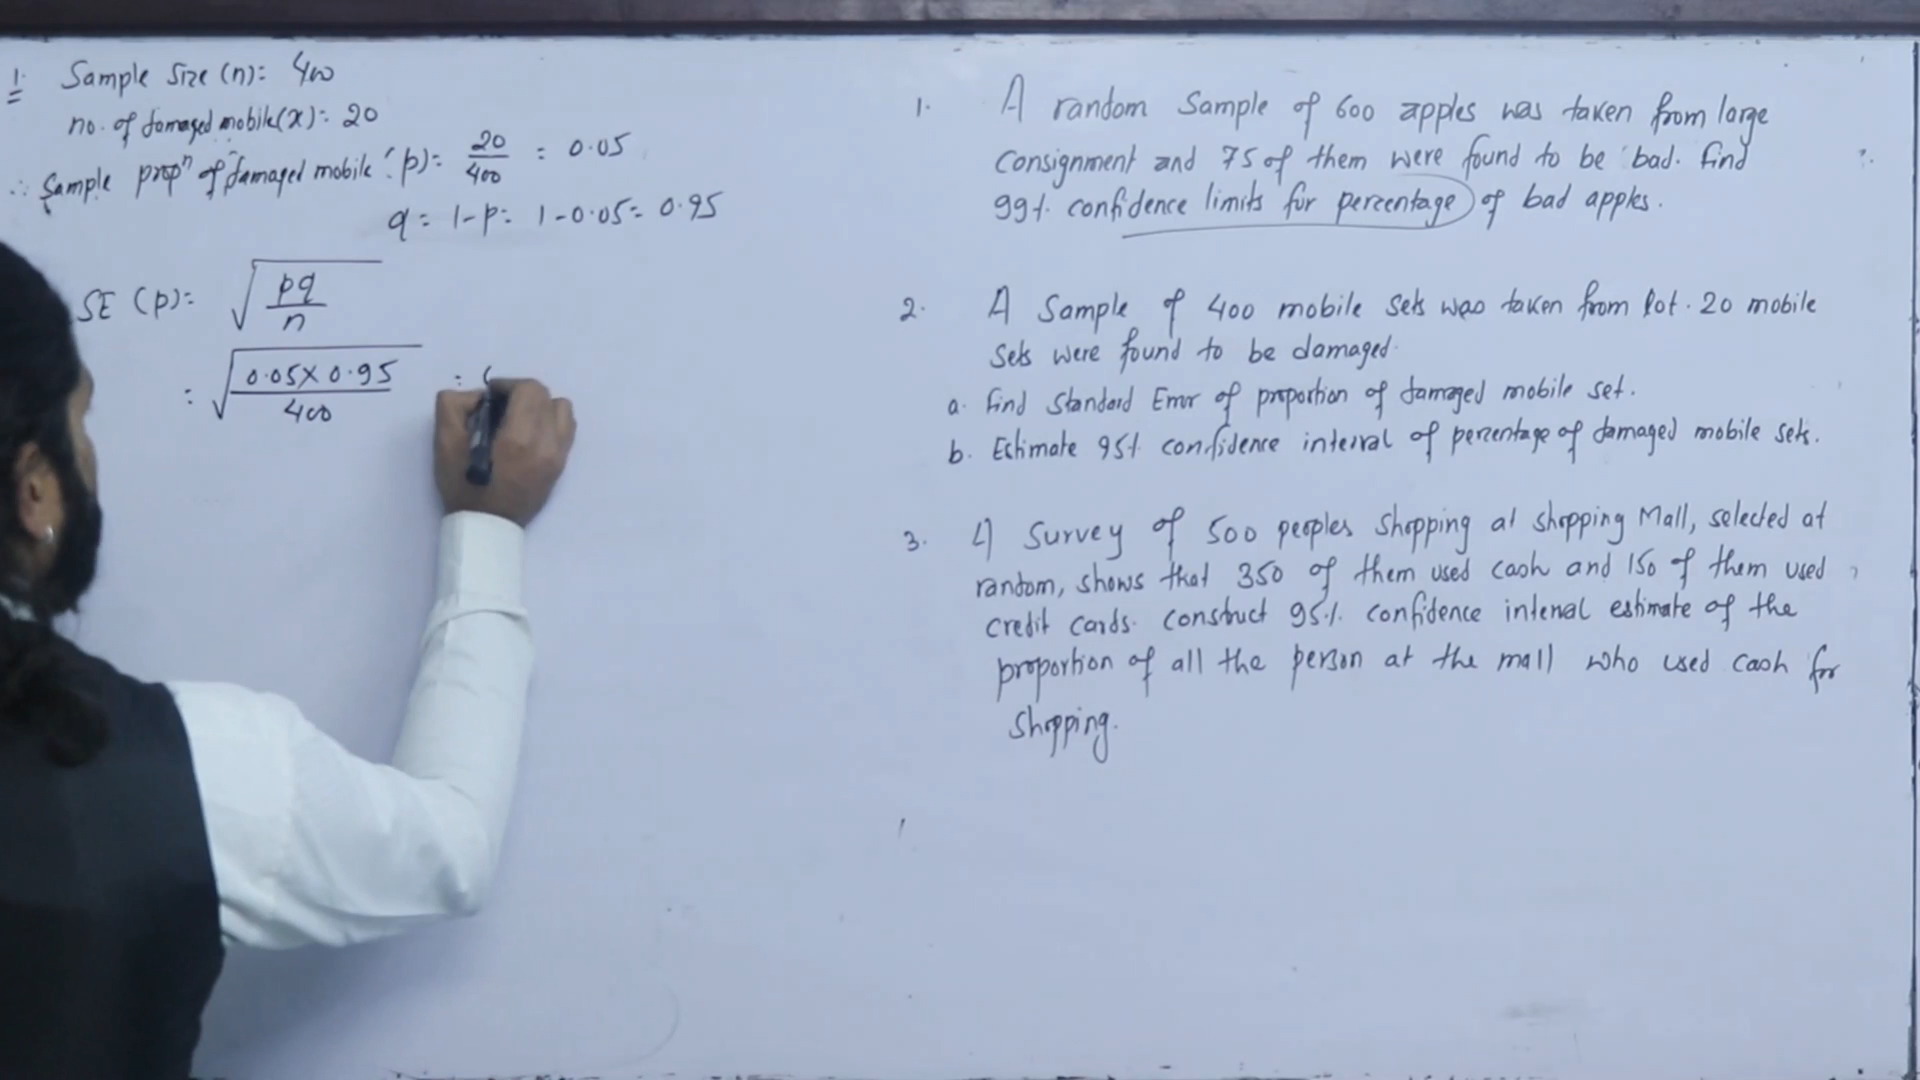 1. Sample size (n): 400
no. of damaged mobile(x): 20
∴ Sample propⁿ of damaged mobile (p): 20/400 = 0.05
q = 1-p = 1-0.05 = 0.95
SE (p): √(pq/n)
= √(0.05×0.95/400) =
1. A random sample of 600 apples was taken from large
consignment and 75 of them were found to be bad. find
99% confidence limits for percentage of bad apples.
2. A Sample of 400 mobile sets was taken from lot. 20 mobile
sets were found to be damaged.
a. find Standard Error of proportion of damaged mobile set.
b. Estimate 95% confidence interval of percentage of damaged mobile sets.
3. A Survey of 500 peoples shopping at shopping Mall, selected at
random, shows that 350 of them used cash and 150 of them used
credit cards. construct 95% confidence interval estimate of the
proportion of all the person at the mall who used cash for
shopping.